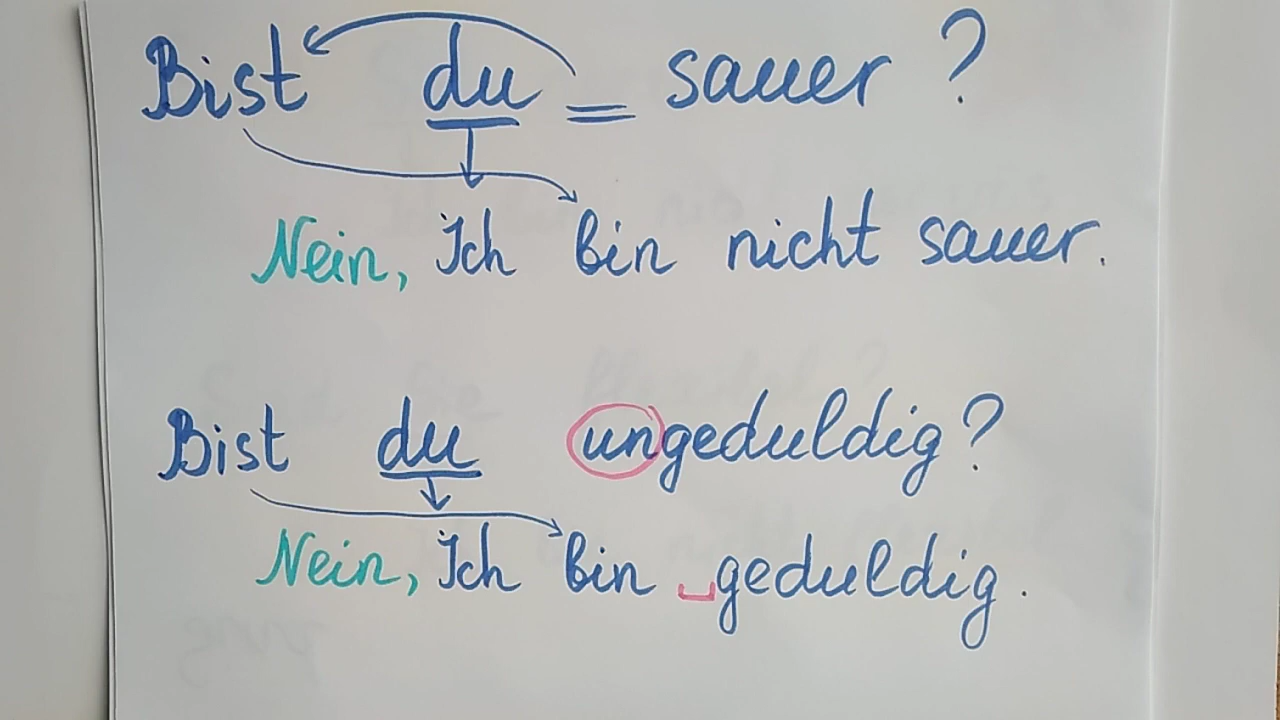 Bist du = sauer ?
Nein, Ich bin nicht sauer.
Bist du ungeduldig?
Nein, Ich bin geduldig.